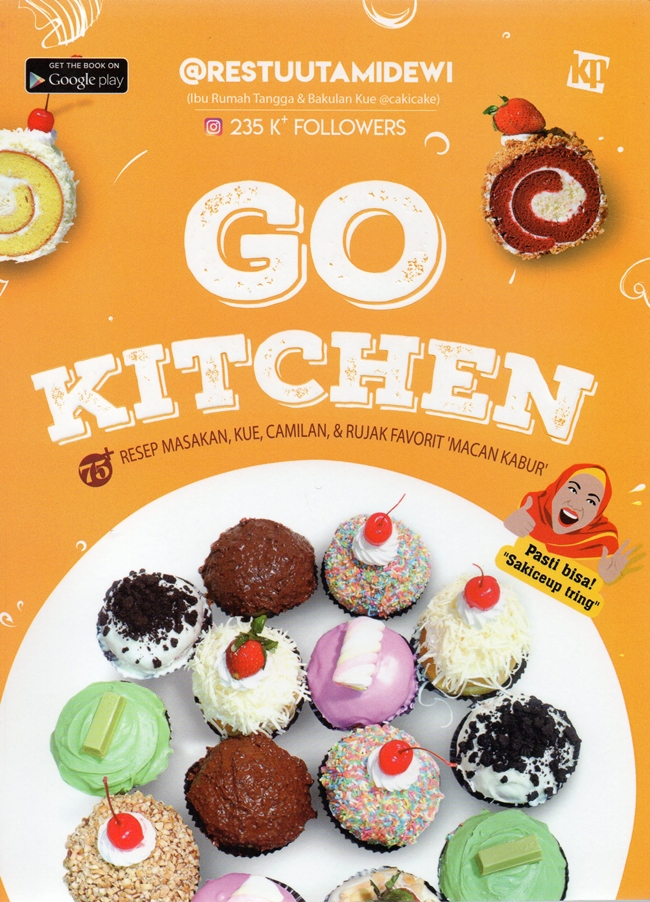 GET THE BOOK ON
Google play
@RESTUUTAMIDEWI
(Ibu Rumah Tangga & Bakulan Kue @cakicake)
235 K+ FOLLOWERS
kp
GO
KITCHEN
75+ RESEP MASAKAN, KUE, CAMILAN, & RUJAK FAVORIT 'MACAN KABUR'
Pasti bisa!
"Sakiceup tring"